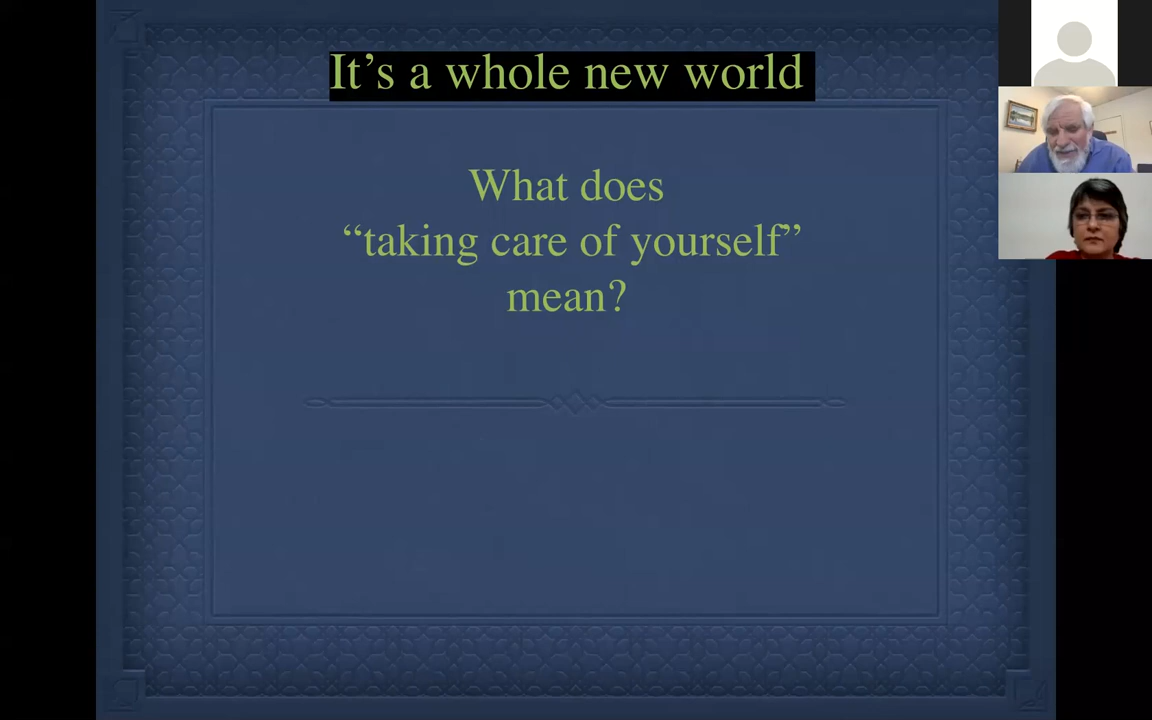 It’s a whole new world
What does
“taking care of yourself”
mean?